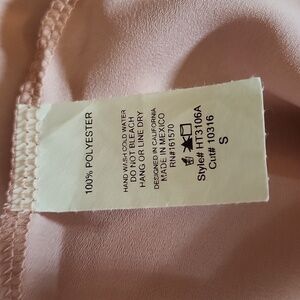 100% POLYESTER
HAND WASH COLD WATER
DO NOT BLEACH
HANG OR LINE DRY
DESIGNED IN CALIFORNIA
MADE IN MEXICO
RN#161570
Style# HT3106A
Cut# 10316
S